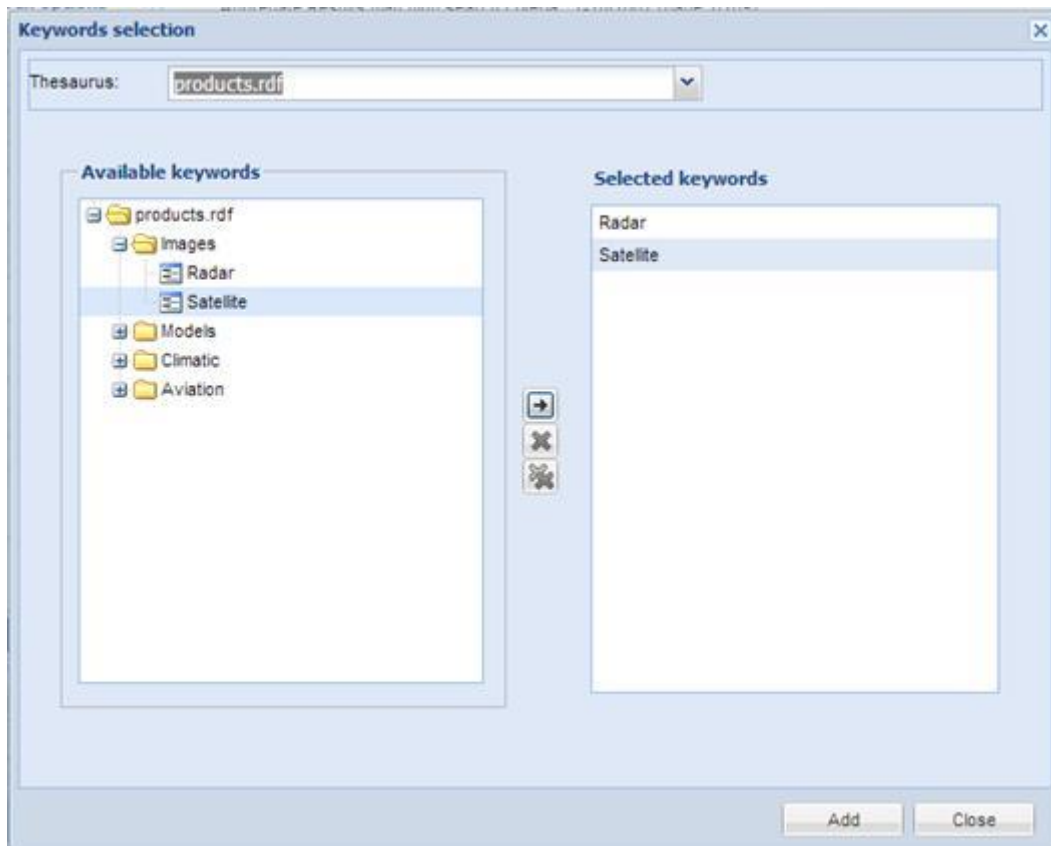 Keywords selection
Thesaurus: products.rdf
Available keywords
products.rdf
Images
Radar
Satellite
Models
Climatic
Aviation
Selected keywords
Radar
Satellite
Add Close